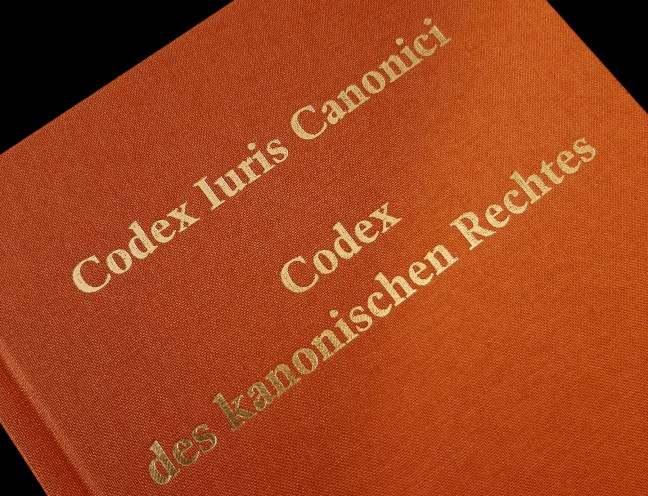 Codex Iuris Canonici
Codex
des kanonischen Rechtes